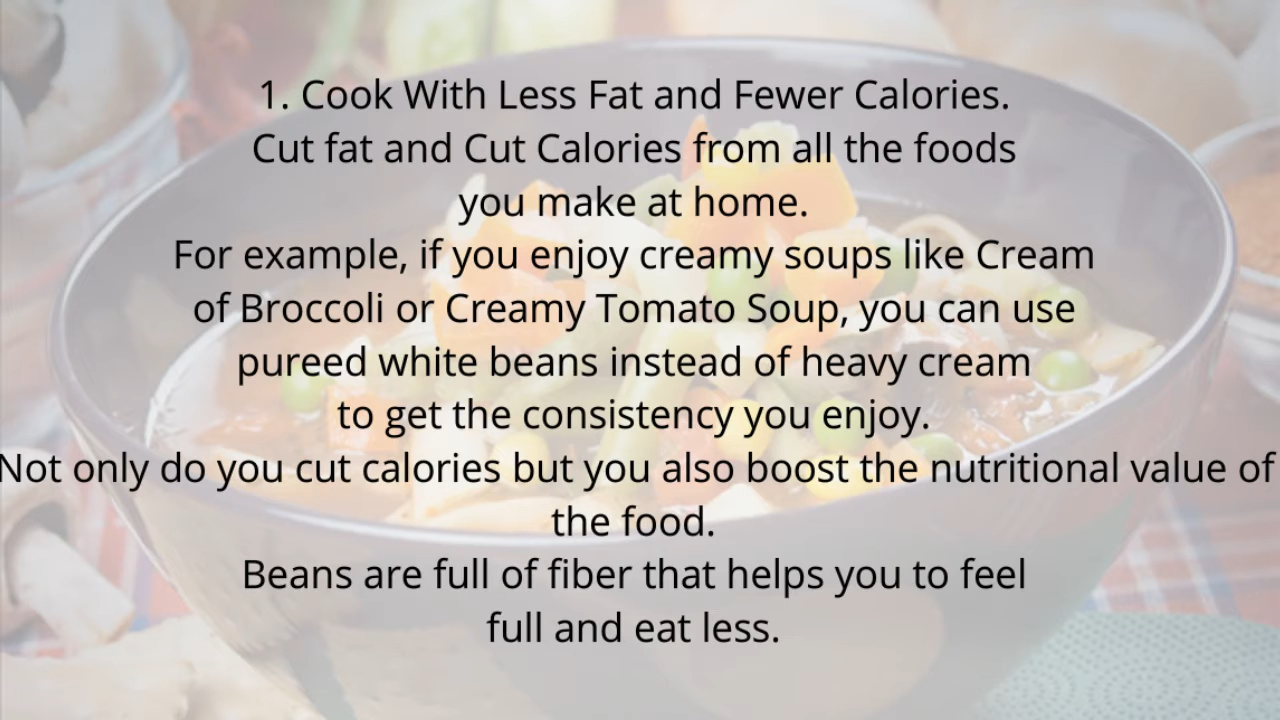 1. Cook With Less Fat and Fewer Calories.
Cut fat and Cut Calories from all the foods
you make at home.
For example, if you enjoy creamy soups like Cream
of Broccoli or Creamy Tomato Soup, you can use
pureed white beans instead of heavy cream
to get the consistency you enjoy.
Not only do you cut calories but you also boost the nutritional value of
the food.
Beans are full of fiber that helps you to feel
full and eat less.